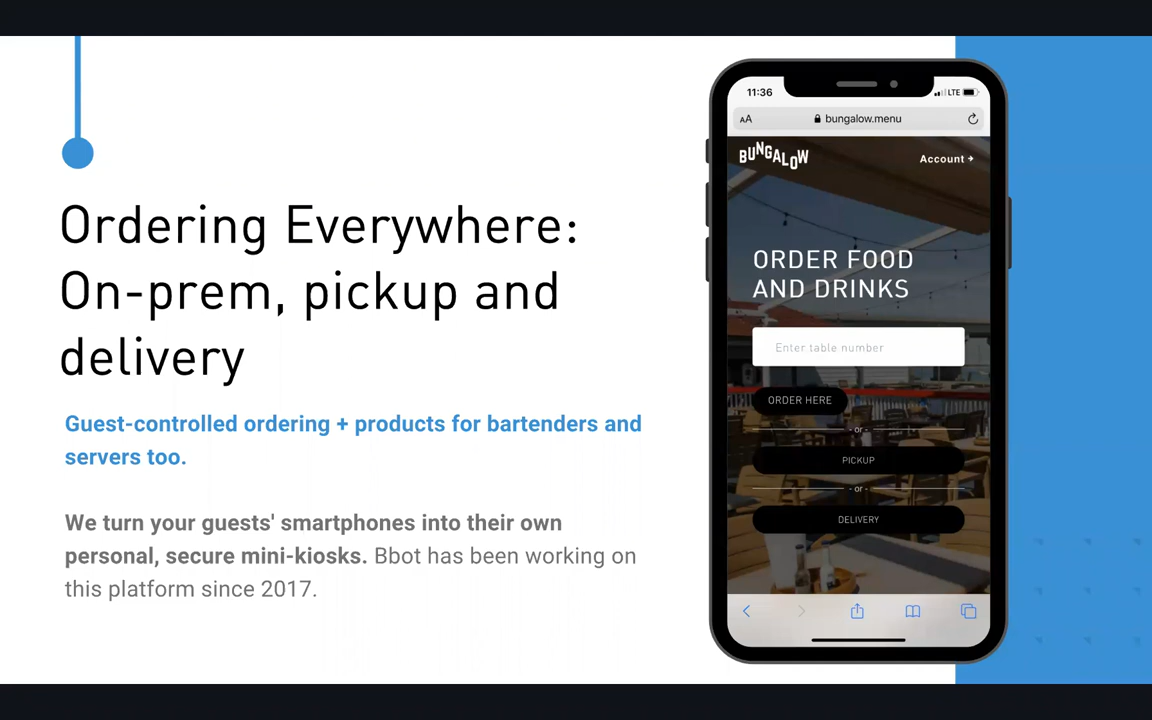 Ordering Everywhere:
On-prem, pickup and
delivery
Guest-controlled ordering + products for bartenders and
servers too.
We turn your guests' smartphones into their own
personal, secure mini-kiosks. Bbot has been working on
this platform since 2017.
11:36
LTE
AA
bungalow.menu
BUNGALOW
Account
ORDER FOOD
AND DRINKS
Enter table number
ORDER HERE
- or -
PICKUP
- or -
DELIVERY